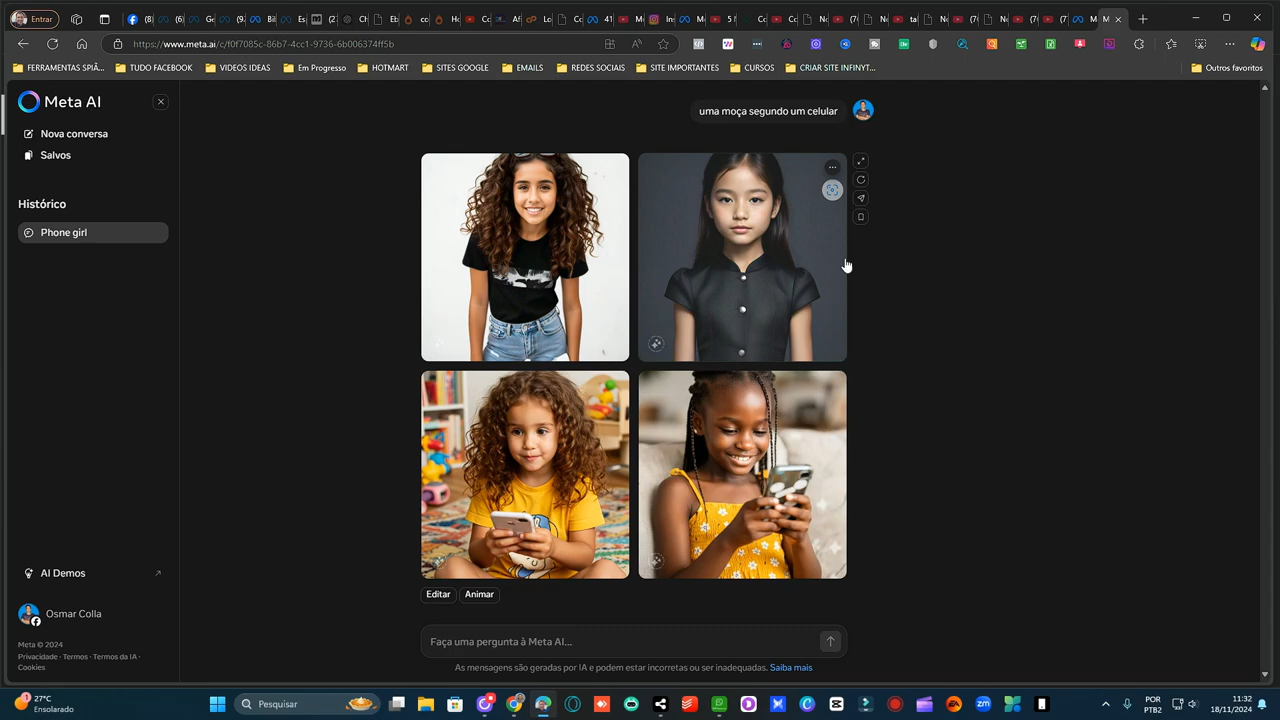 Entrar
https://www.meta.ai/c/f0f7085c-86b7-4cc1-9736-6b006374ff5b
FERRAMENTAS SPIÃ...
TUDO FACEBOOK
VIDEOS IDEAS
Em Progresso
HOTMART
SITES GOOGLE
EMAILS
REDES SOCIAIS
SITE IMPORTANTES
CURSOS
CRIAR SITE INFINYT...
Outros favoritos
Meta AI
Nova conversa
Salvos
Histórico
Phone girl
uma moça segundo um celular
Editar
Animar
Faça uma pergunta à Meta AI...
As mensagens são geradas por IA e podem estar incorretas ou ser inadequadas. Saiba mais
AI Demos
Osmar Colla
Meta © 2024
Privacidade · Termos · Termos da IA ·
Cookies
27°C
Ensolarado
Pesquisar
POR
PTB2
11:32
18/11/2024